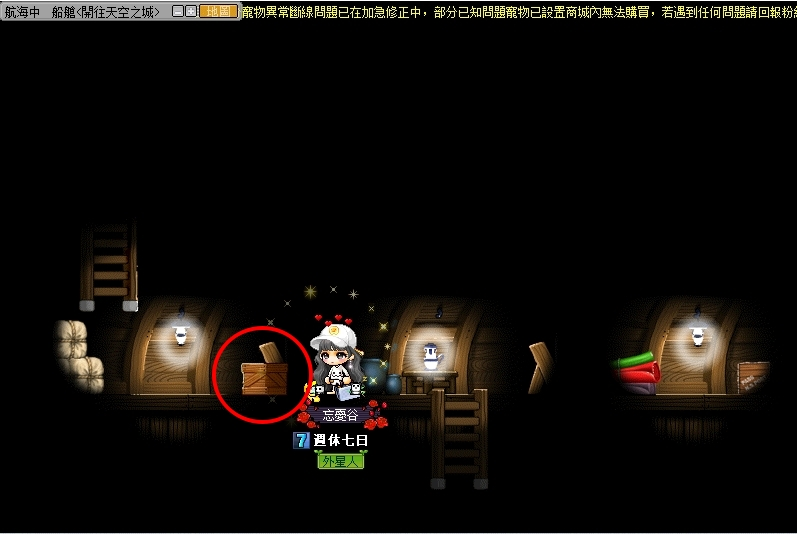 航海中 船艙<開往天空之城> 地圖
寵物異常斷線問題已在加急修正中，部分已知問題寵物已設置商城內無法購買，若遇到任何問題請回報粉
忘憂谷
7 週休七日
外星人